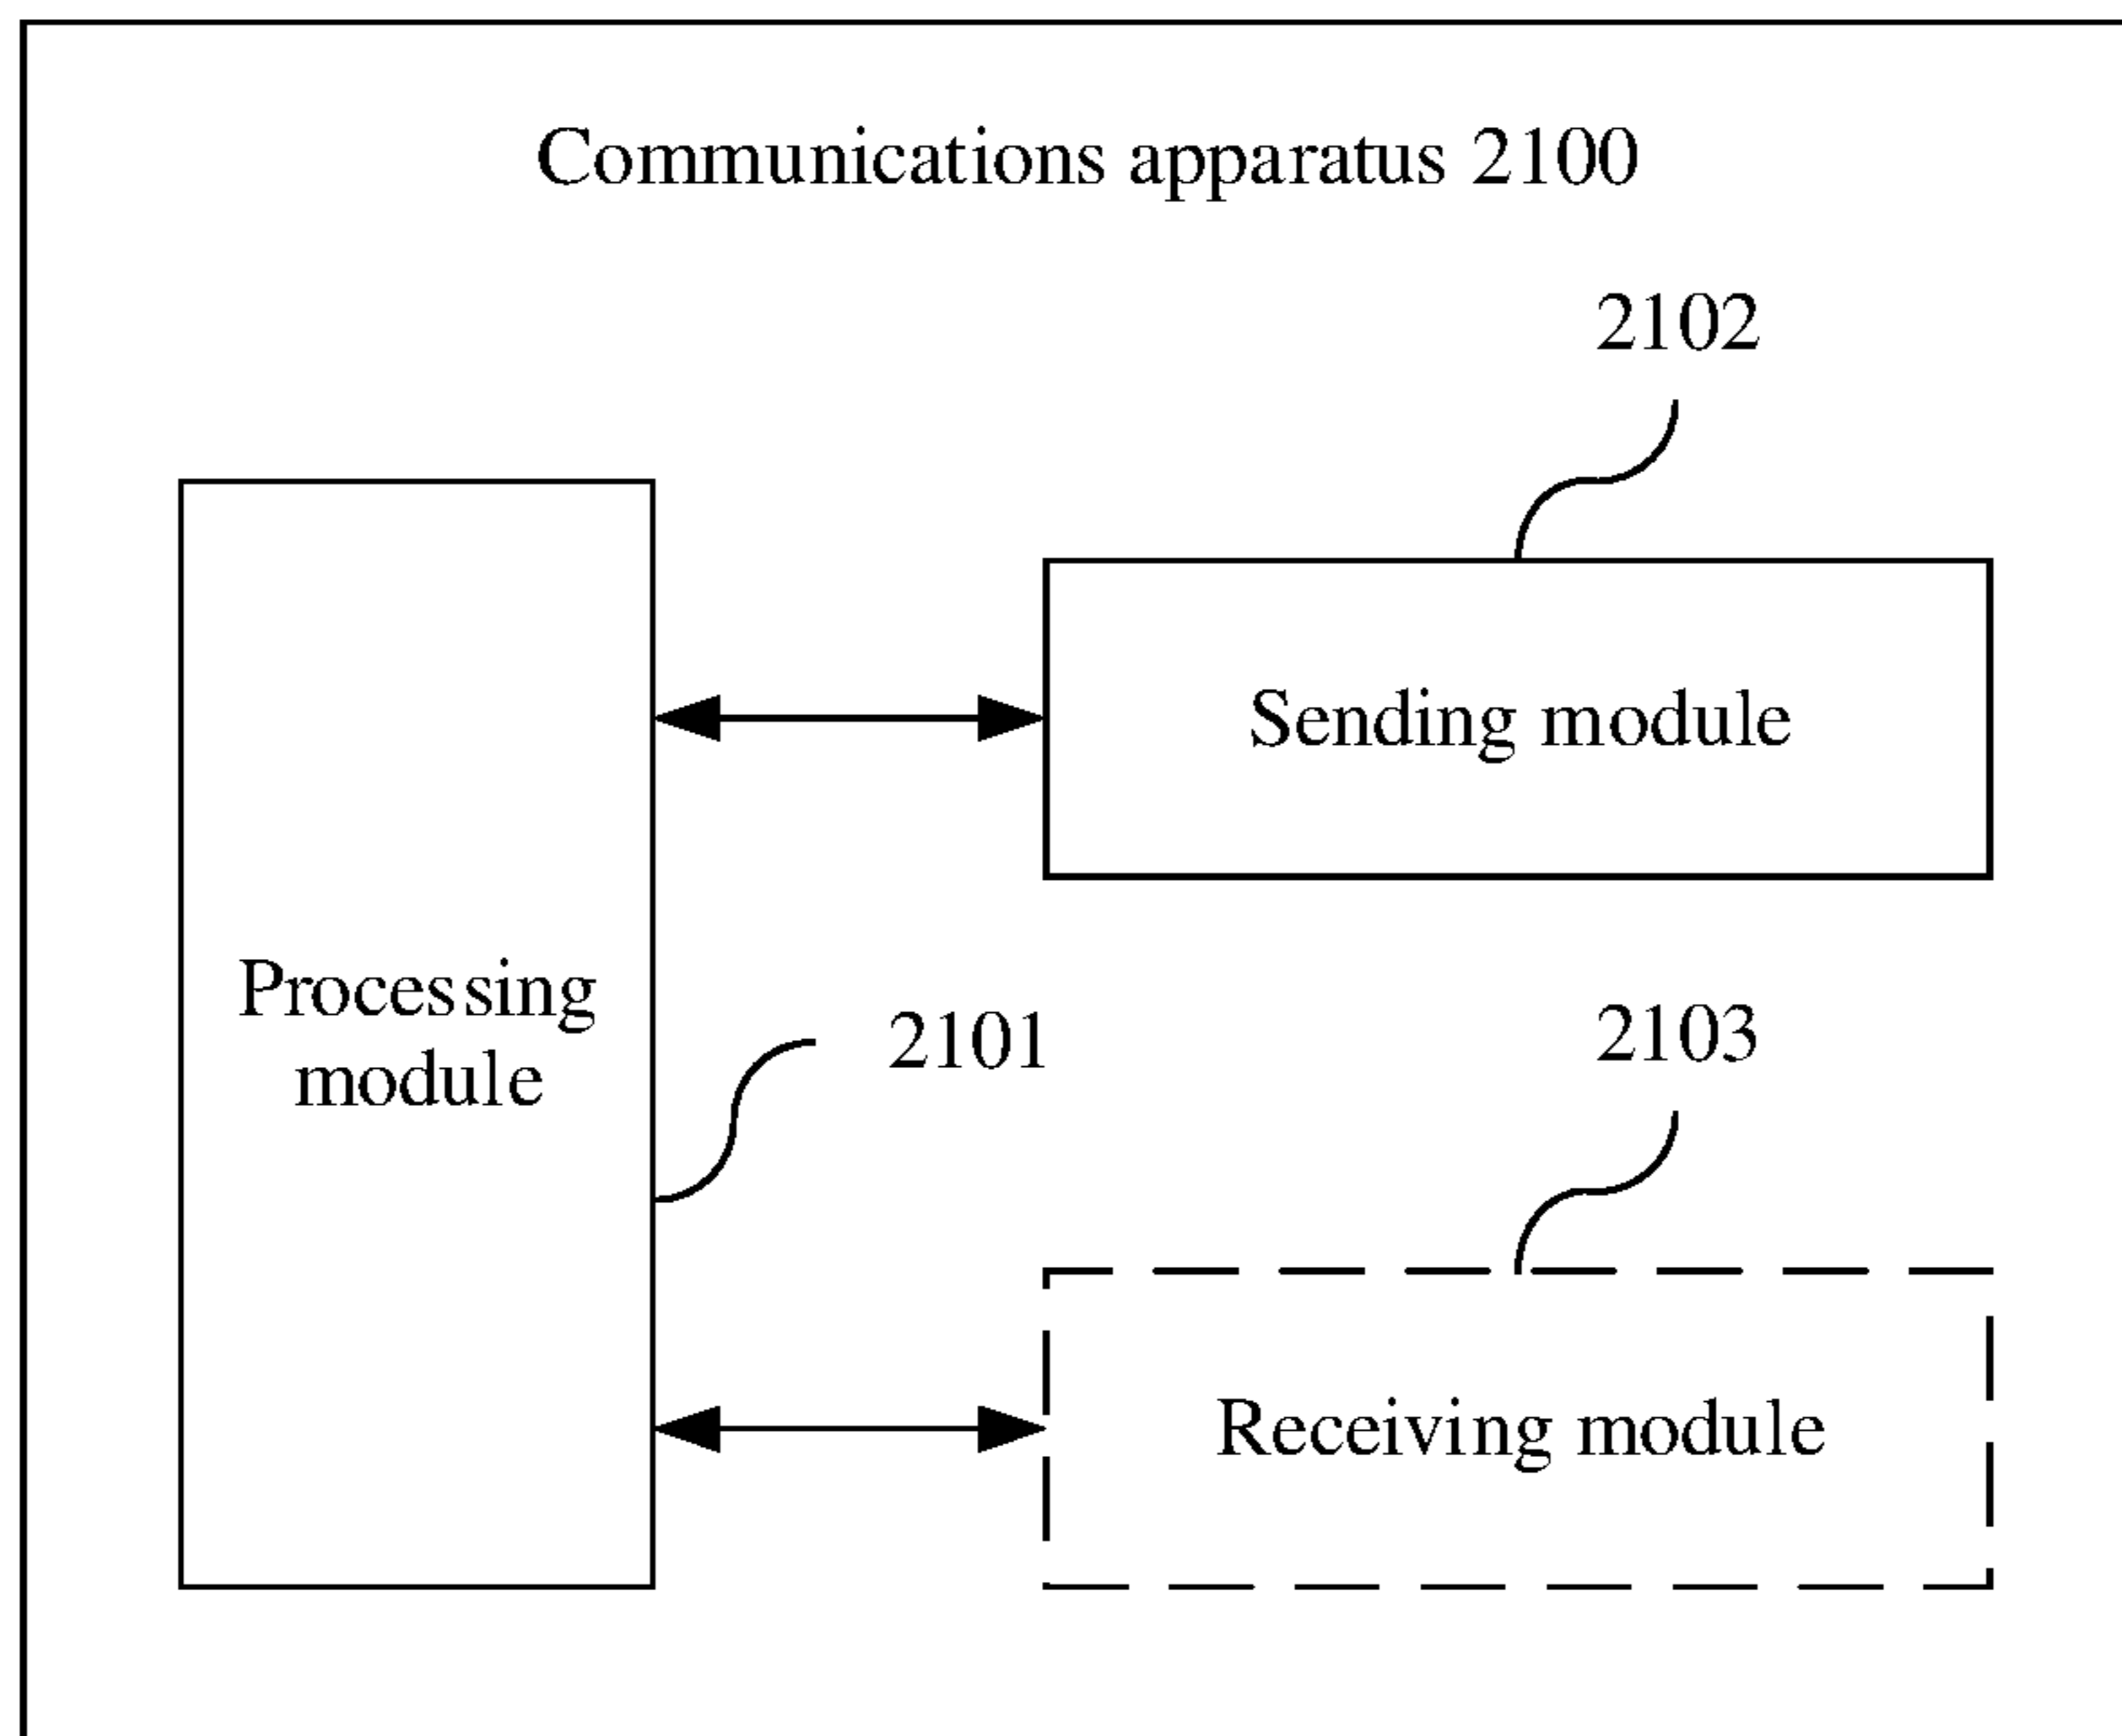 Communications apparatus 2100
2102
Sending module
Processing
module
2101
2103
Receiving module